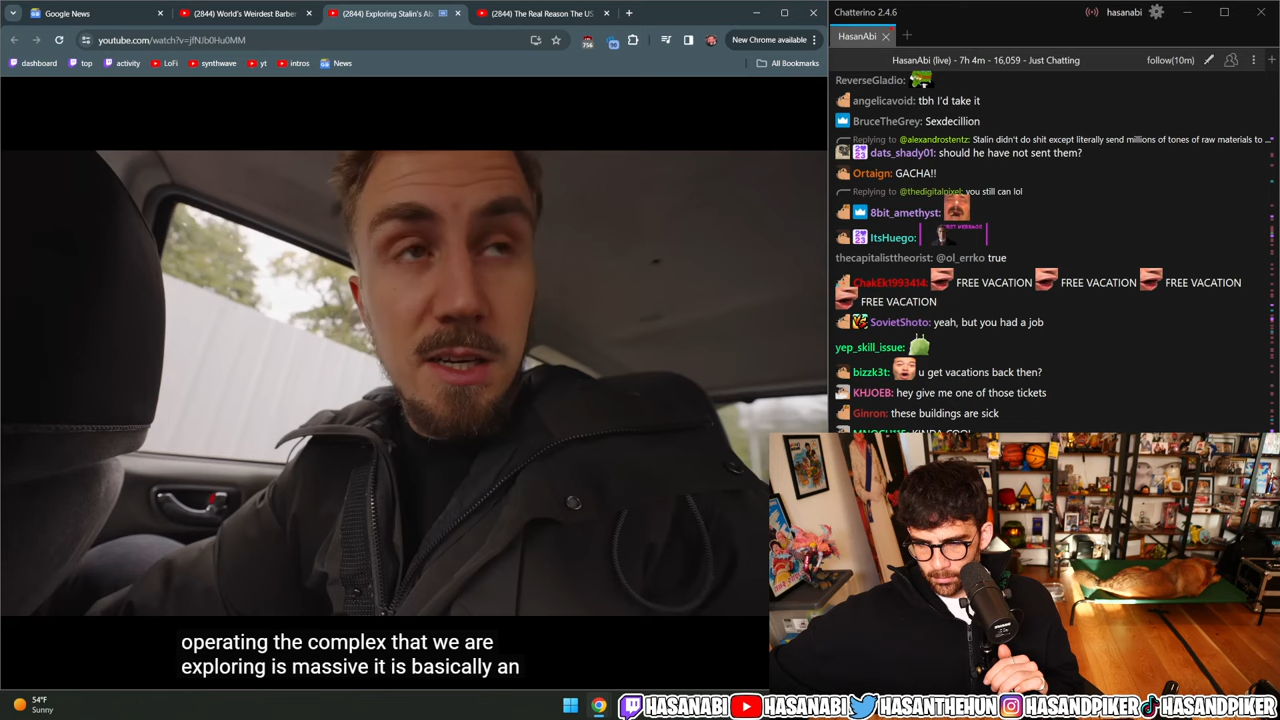 Google News
(2844) World's Weirdest Barber
(2844) Exploring Stalin's Ab
(2844) The Real Reason The US
youtube.com/watch?v=jfNJb0Hu0MM
756
98
New Chrome available
dashboard
top
activity
LoFi
synthwave
yt
intros
News
All Bookmarks
operating the complex that we are
exploring is massive it is basically an
Chatterino 2.4.6
hasanabi
HasanAbi
HasanAbi (live) - 7h 4m - 16,059 - Just Chatting
follow(10m)
ReverseGladio:
angelicavoid: tbh I'd take it
BruceTheGrey: Sexdecillion
Replying to @alexandrostentz: Stalin didn't do shit except literally send millions of tones of raw materials to ...
dats_shady01: should he have not sent them?
Ortaign: GACHA!!
Replying to @thedigitalpixel: you still can lol
8bit_amethyst:
ItsHuego:
thecapitalisttheorist: @ol_errko true
ChakEk1993414: FREE VACATION FREE VACATION FREE VACATION
FREE VACATION
SovietShoto: yeah, but you had a job
yep_skill_issue:
bizzk3t: u get vacations back then?
KHJOEB: hey give me one of those tickets
Ginron: these buildings are sick
54°F
Sunny
HASANABI HASANABI HASANTHEHUN HASANDPIKER HASANDPIKER